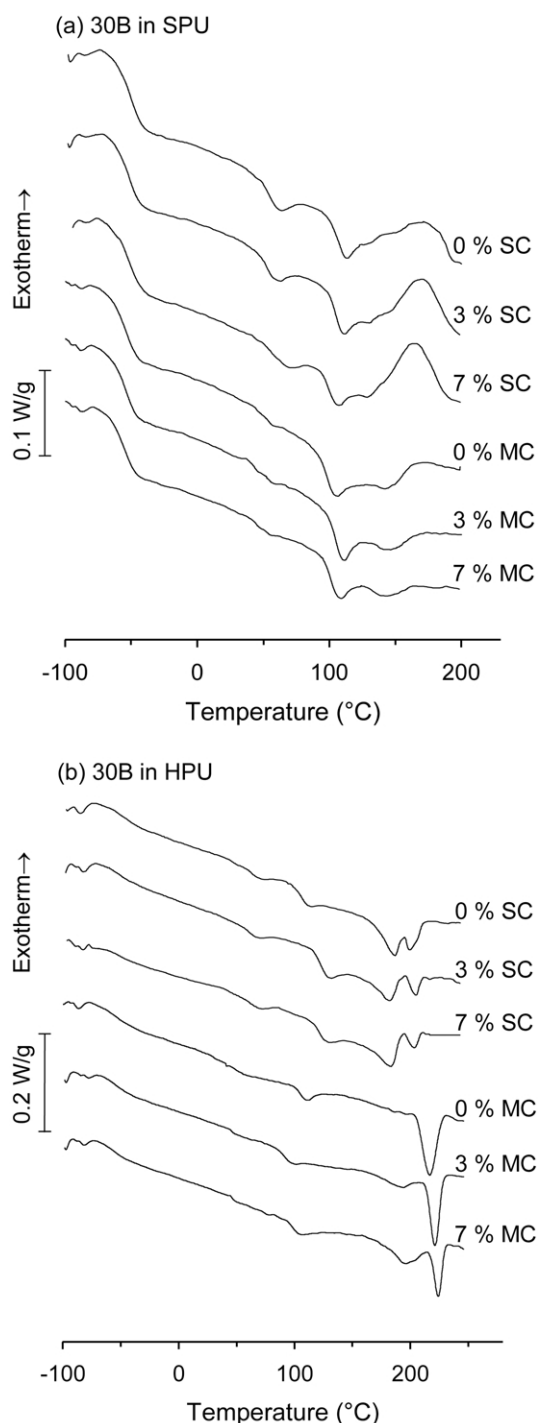 (a) 30B in SPU
Exotherm→
0.1 W/g
0 % SC
3 % SC
7 % SC
0 % MC
3 % MC
7 % MC
-100 0 100 200
Temperature (°C)
(b) 30B in HPU
Exotherm→
0.2 W/g
0 % SC
3 % SC
7 % SC
0 % MC
3 % MC
7 % MC
-100 0 100 200
Temperature (°C)